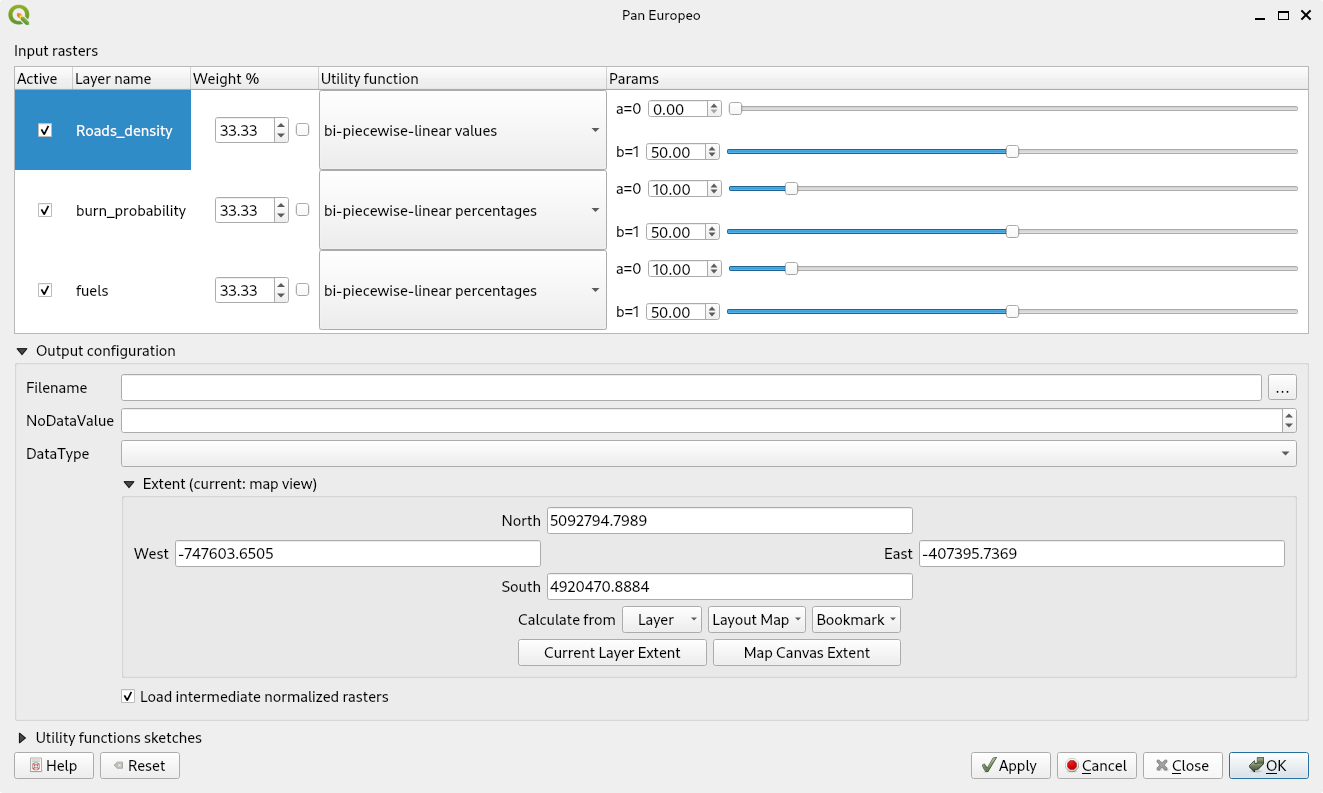 Pan Europeo
Input rasters
Active Layer name Weight % Utility function Params
Roads_density 33.33 bi-piecewise-linear values a=0 0.00
b=1 50.00
burn_probability 33.33 bi-piecewise-linear percentages a=0 10.00
b=1 50.00
fuels 33.33 bi-piecewise-linear percentages a=0 10.00
b=1 50.00
Output configuration
Filename ...
NoDataValue
DataType
Extent (current: map view)
North 5092794.7989
West -747603.6505 East -407395.7369
South 4920470.8884
Calculate from Layer Layout Map Bookmark
Current Layer Extent Map Canvas Extent
Load intermediate normalized rasters
Utility functions sketches
Help Reset Apply Cancel Close OK